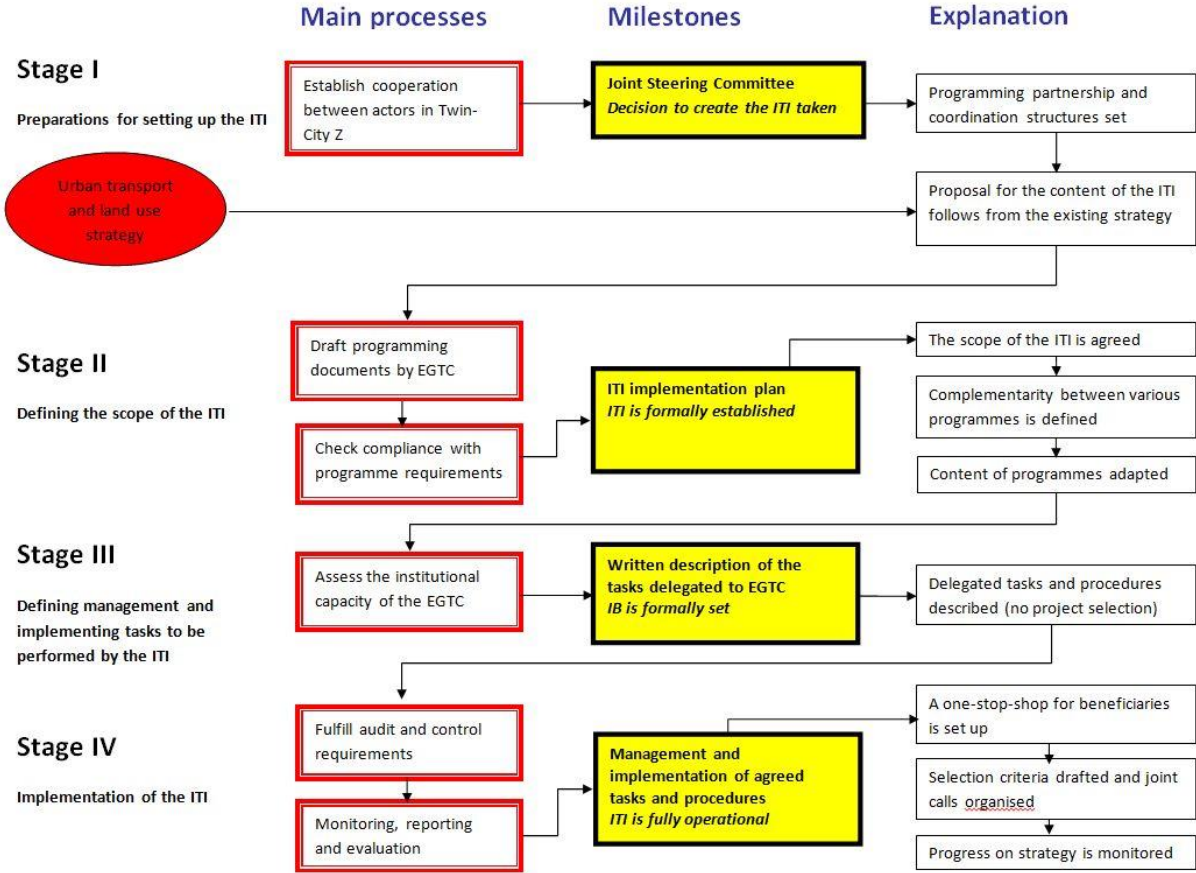 Main processes
Milestones
Explanation
Stage I
Preparations for setting up the ITI
Establish cooperation
between actors in Twin-
City Z
Joint Steering Committee
Decision to create the ITI taken
Programming partnership and
coordination structures set
Urban transport
and land use
strategy
Proposal for the content of the ITI
follows from the existing strategy
Stage II
Defining the scope of the ITI
Draft programming
documents by EGTC
Check compliance with
programme requirements
ITI implementation plan
ITI is formally established
The scope of the ITI is agreed
Complementarity between various
programmes is defined
Content of programmes adapted
Stage III
Defining management and
implementing tasks to be
performed by the ITI
Assess the institutional
capacity of the EGTC
Written description of the
tasks delegated to EGTC
IB is formally set
Delegated tasks and procedures
described (no project selection)
Stage IV
Implementation of the ITI
Fulfill audit and control
requirements
Monitoring, reporting
and evaluation
Management and
implementation of agreed
tasks and procedures
ITI is fully operational
A one-stop-shop for beneficiaries
is set up
Selection criteria drafted and joint
calls organised
Progress on strategy is monitored